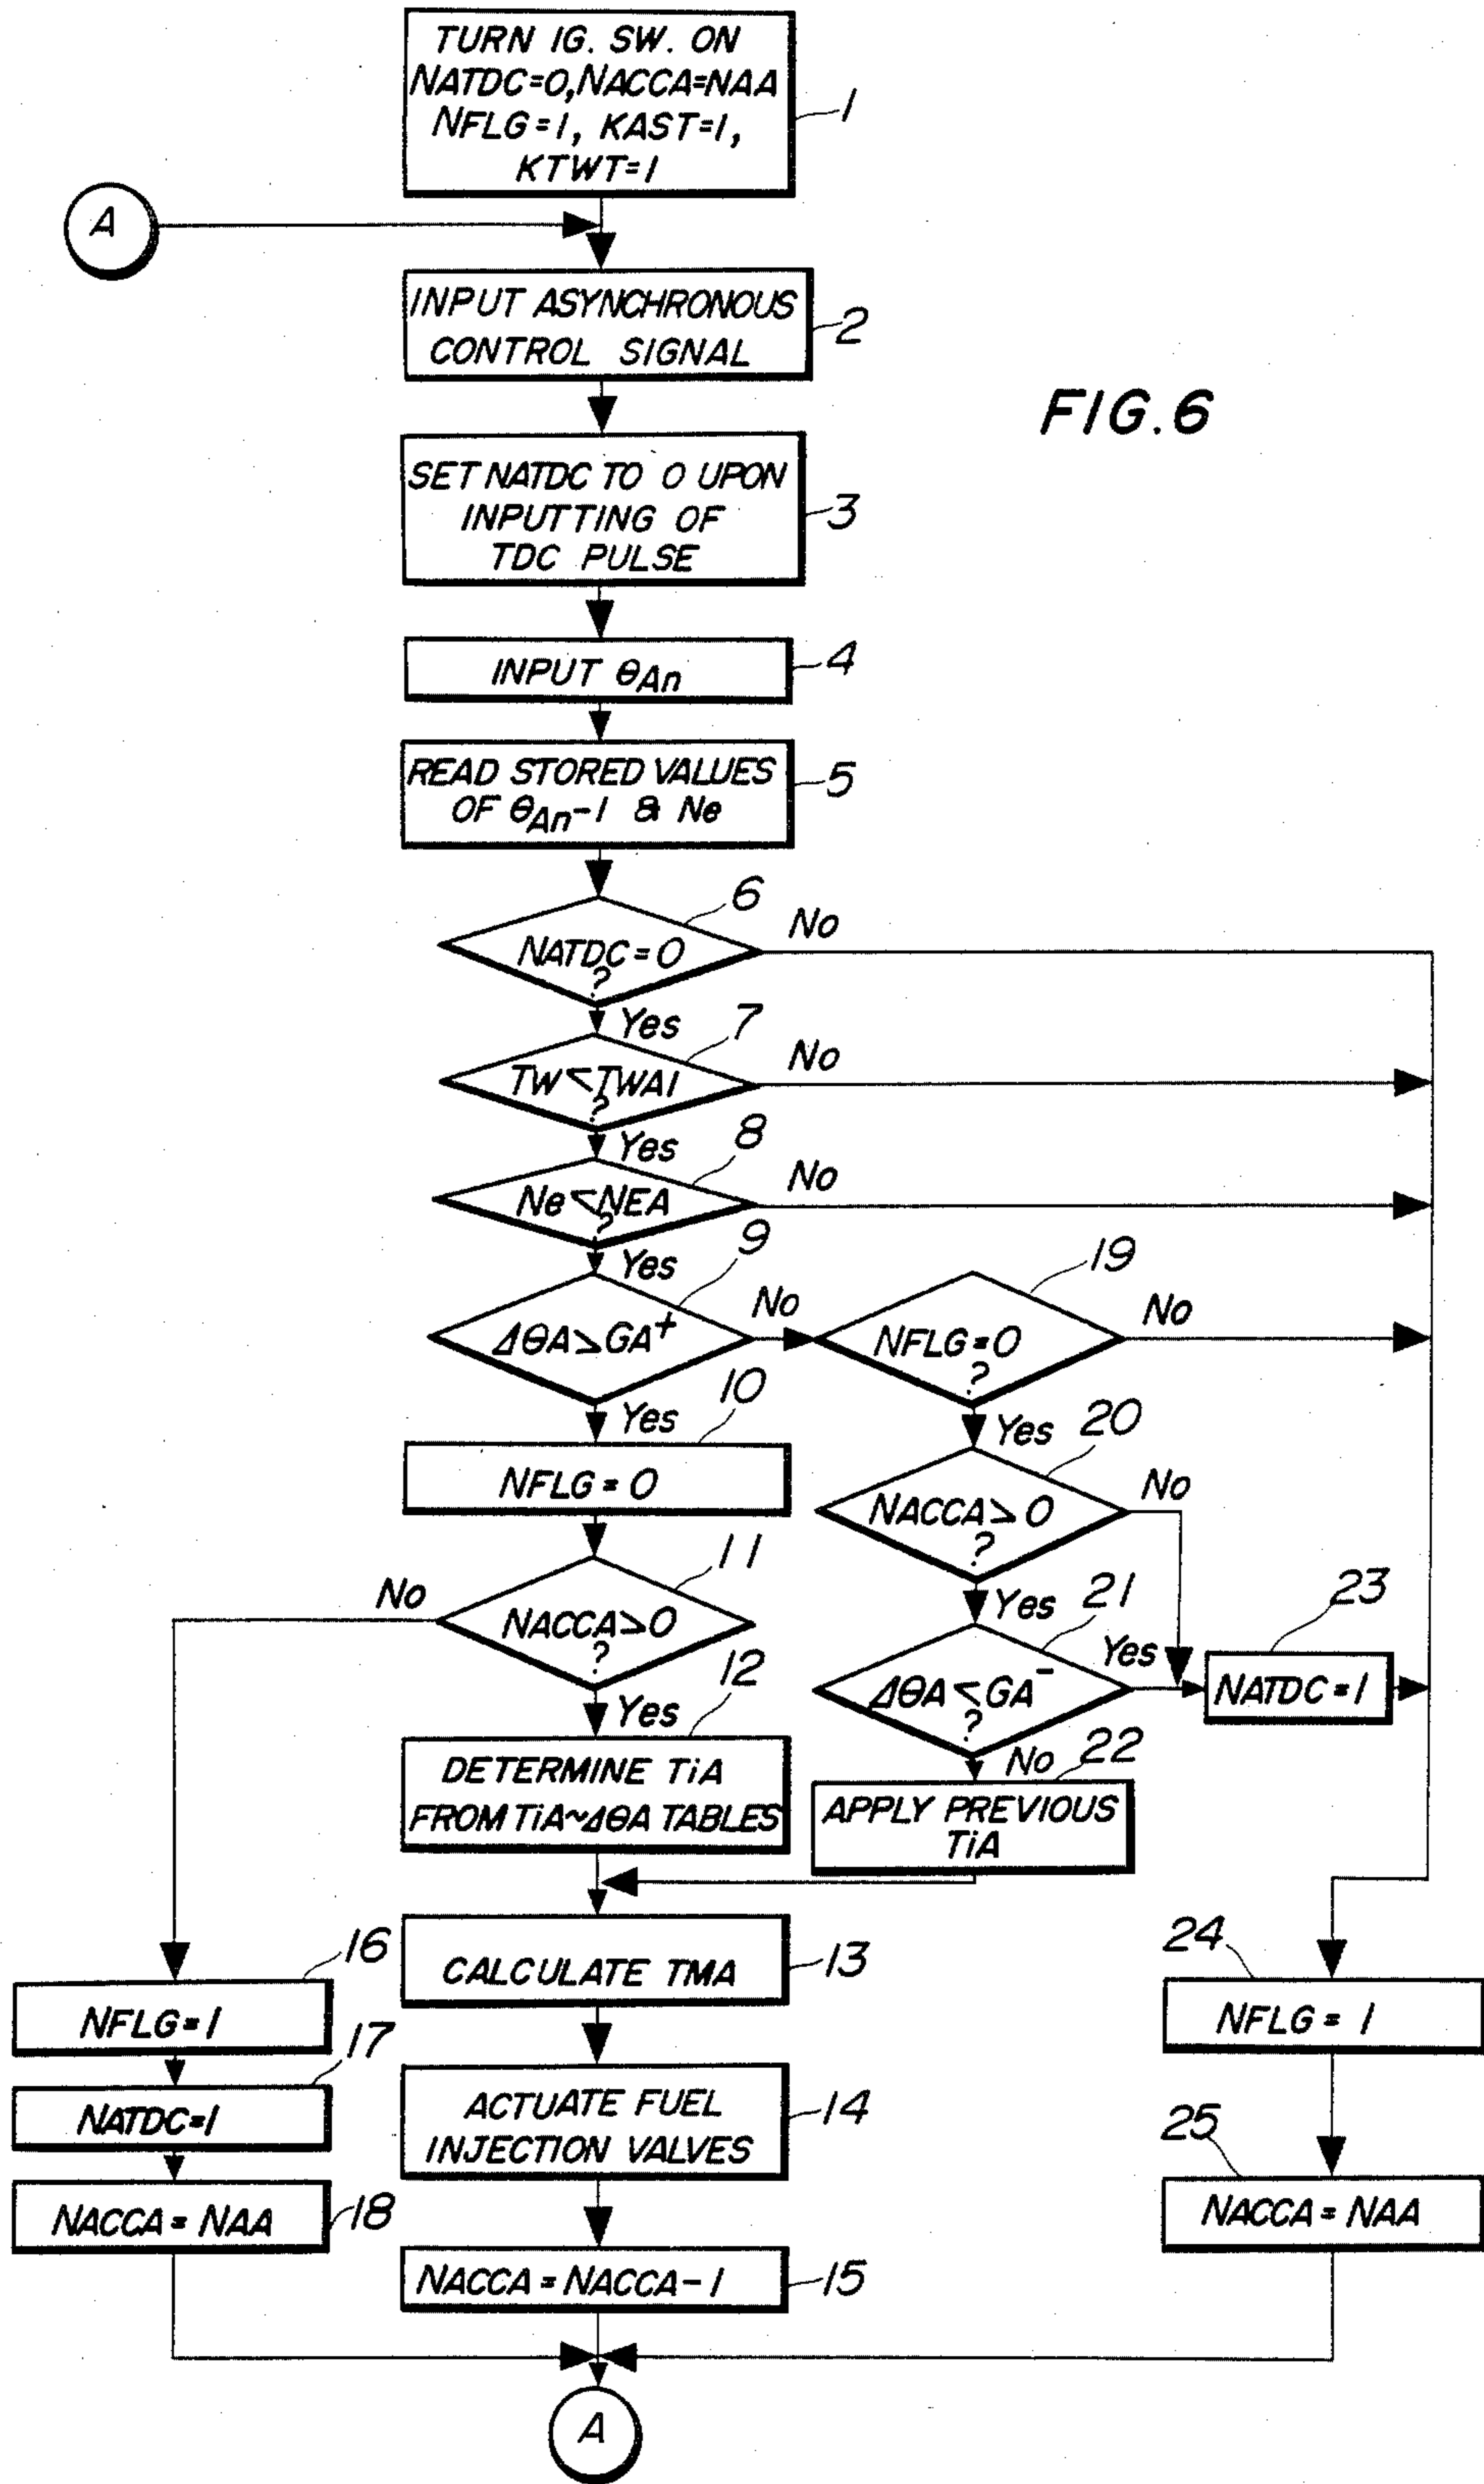 TURN IG. SW. ON
NATDC=0, NACCA=NAA
NFLG=1, KAST=1,
KTWT=1
1
A
INPUT ASYNCHRONOUS
CONTROL SIGNAL
2
FIG.6
SET NATDC TO 0 UPON
INPUTTING OF
TDC PULSE
3
INPUT θAn
4
READ STORED VALUES
OF θAn-1 & Ne
5
6
NATDC=0
?
No
Yes
7
TW<TWAI
?
No
Yes
8
Ne<NEA
?
No
Yes
9
ΔθA>GA+
No
19
NFLG=0
?
No
Yes
10
NFLG=0
Yes
20
NACCA>0
?
No
11
NACCA>0
?
No
Yes
21
ΔθA<GA-
?
Yes
23
NATDC=1
Yes
12
DETERMINE TiA
FROM TiA~ΔθA TABLES
No
22
APPLY PREVIOUS
TiA
16
NFLG=1
CALCULATE TMA
13
24
NFLG=1
17
NATDC=1
ACTUATE FUEL
INJECTION VALVES
14
25
NACCA=NAA
NACCA=NAA
18
NACCA=NACCA-1
15
A